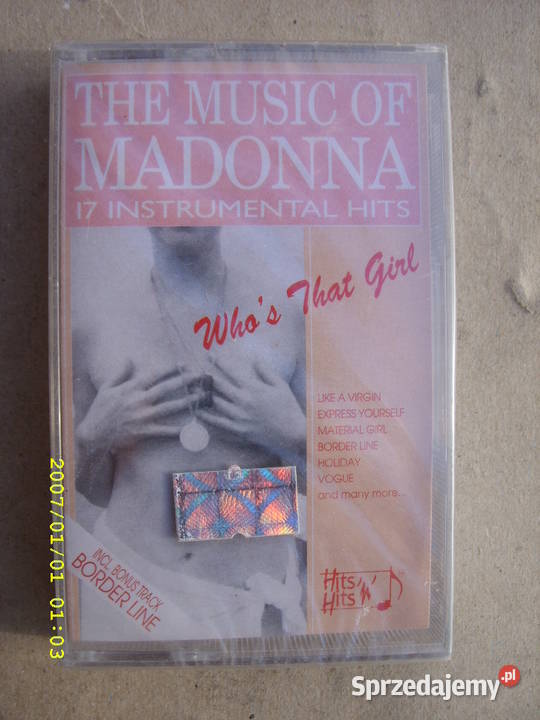 THE MUSIC OF
MADONNA
17 INSTRUMENTAL HITS
Who's That Girl
LIKE A VIRGIN
EXPRESS YOURSELF
MATERIAL GIRL
BORDER LINE
HOLIDAY
VOGUE
and many more...
INCL. BONUS TRACK
BORDER LINE
Hits 'n'
Hits
2007/01/01 01:03
Sprzedajemy.pl